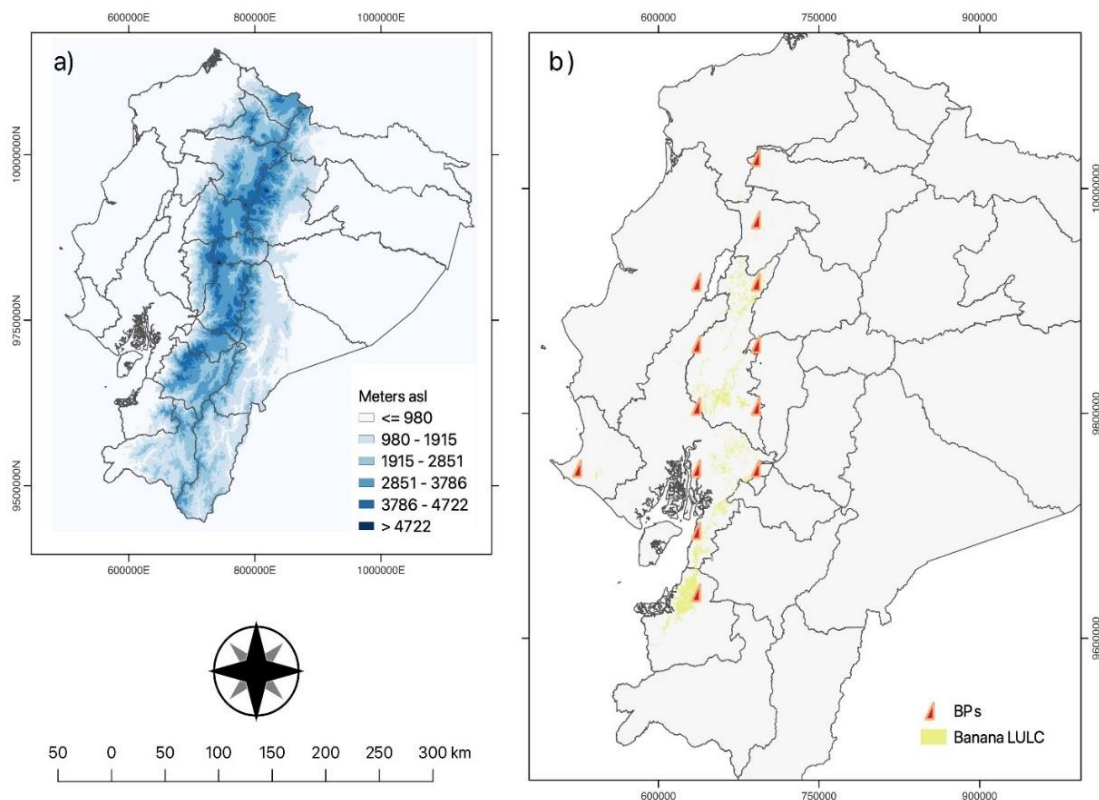 600000E 800000E 1000000E
a)
10000000N
9750000N
9500000N
Meters asl
<= 980
980 - 1915
1915 - 2851
2851 - 3786
3786 - 4722
> 4722
600000E 800000E 1000000E
50 0 50 100 150 200 250 300 km
600000 750000 900000
b)
10000000
9800000
9600000
BPs
Banana LULC
600000 750000 900000